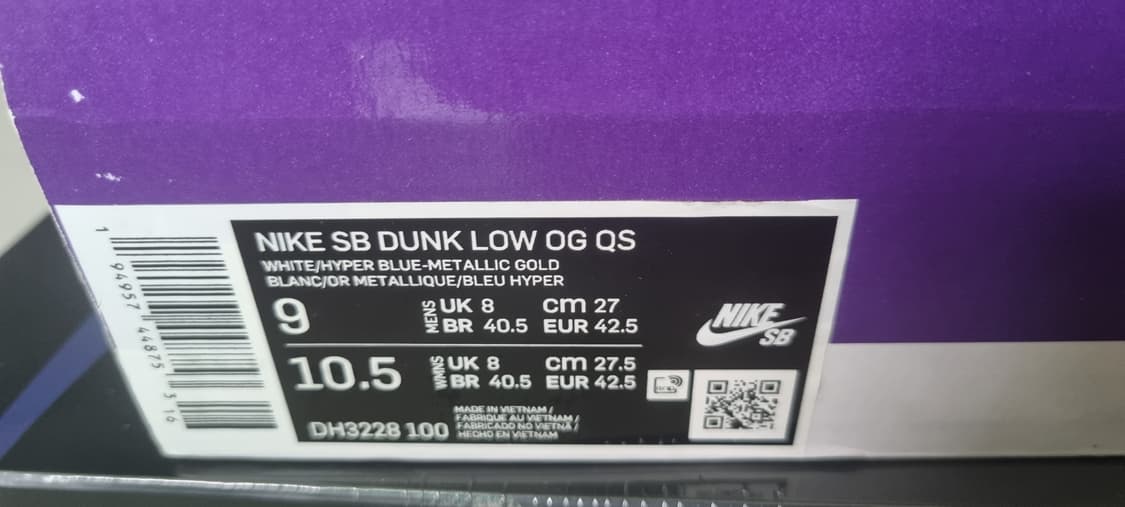 1 94957 44875 3 16
NIKE SB DUNK LOW OG QS
WHITE/HYPER BLUE-METALLIC GOLD
BLANC/OR METALLIQUE/BLEU HYPER
9 MENS UK 8 cm 27
BR 40.5 EUR 42.5
10.5 WMNS UK 8 cm 27.5
BR 40.5 EUR 42.5
DH3228 100
MADE IN VIETNAM /
FABRIQUE AU VIETNAM /
FABRICADO NO VIETNÃ /
HECHO EN VIETNAM
NIKE
SB